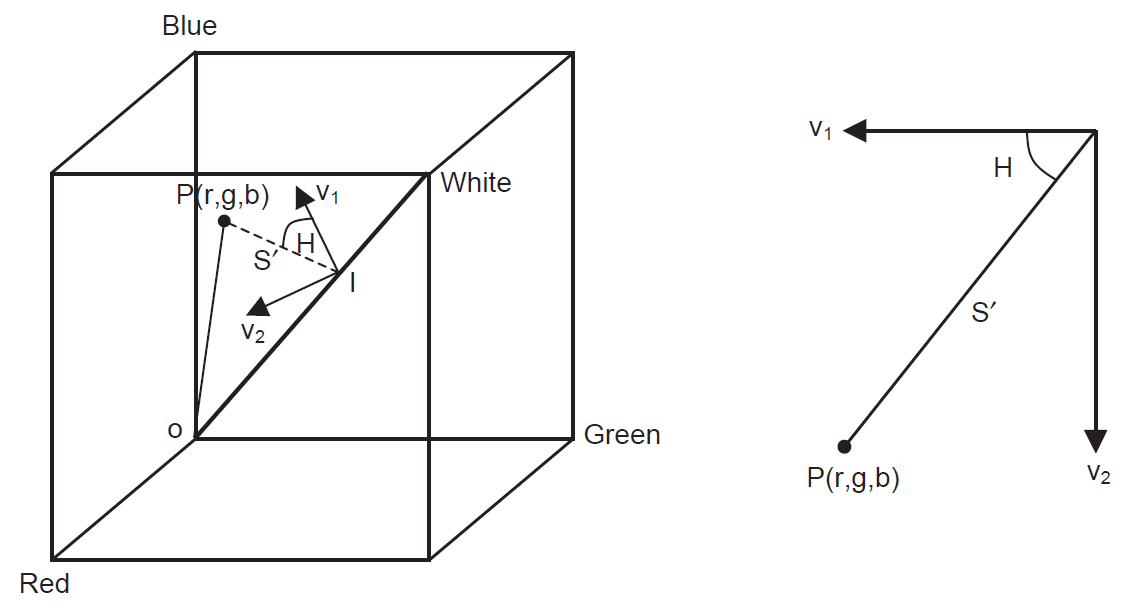 Blue
White
P(r,g,b)
v₁
H
S′
I
v₂
o
Green
Red
v₁
H
S′
P(r,g,b)
v₂